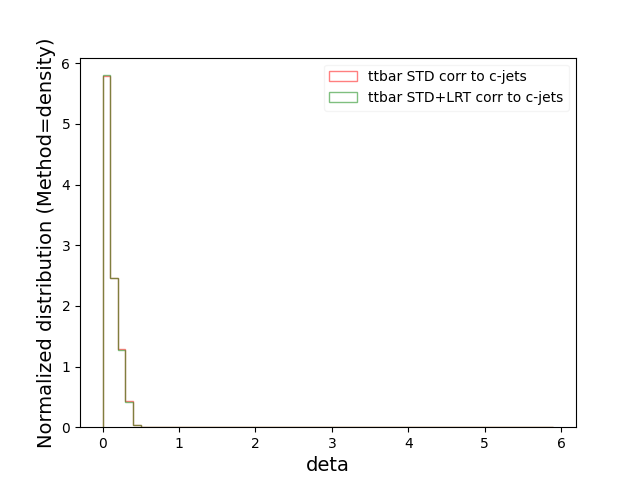 ttbar STD corr to c-jets
ttbar STD+LRT corr to c-jets
Normalized distribution (Method=density)
6
5
4
3
2
1
0
0 1 2 3 4 5 6
deta